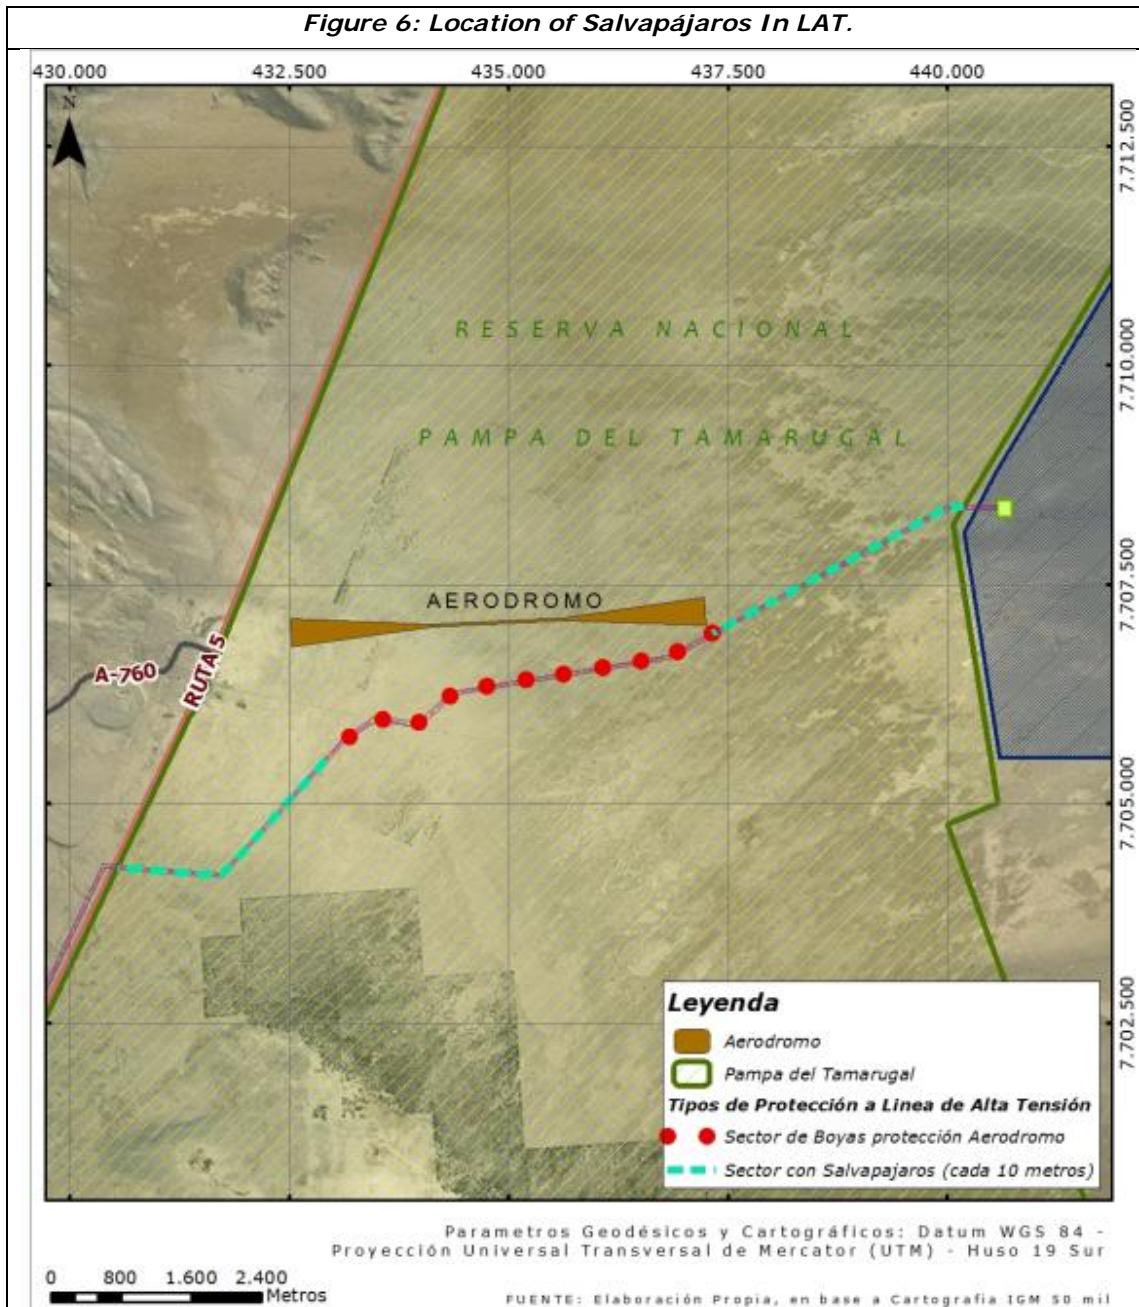 Figure 6: Location of Salvapájaros In LAT.
430.000 432.500 435.000 437.500 440.000
N
7.712.500
RESERVA NACIONAL
7.710.000
PAMPA DEL TAMARUGAL
7.707.500
AERODROMO
A-760
RUTA 5
7.705.000
7.702.500
Leyenda
Aerodromo
Pampa del Tamarugal
Tipos de Protección a Linea de Alta Tensión
Sector de Boyas protección Aerodromo
Sector con Salvapajaros (cada 10 metros)
Parametros Geodésicos y Cartográficos: Datum WGS 84 -
Proyección Universal Transversal de Mercator (UTM) - Huso 19 Sur
0 800 1.600 2.400
Metros
FUENTE: Elaboración Propia, en base a Cartografia IGM 50 mil